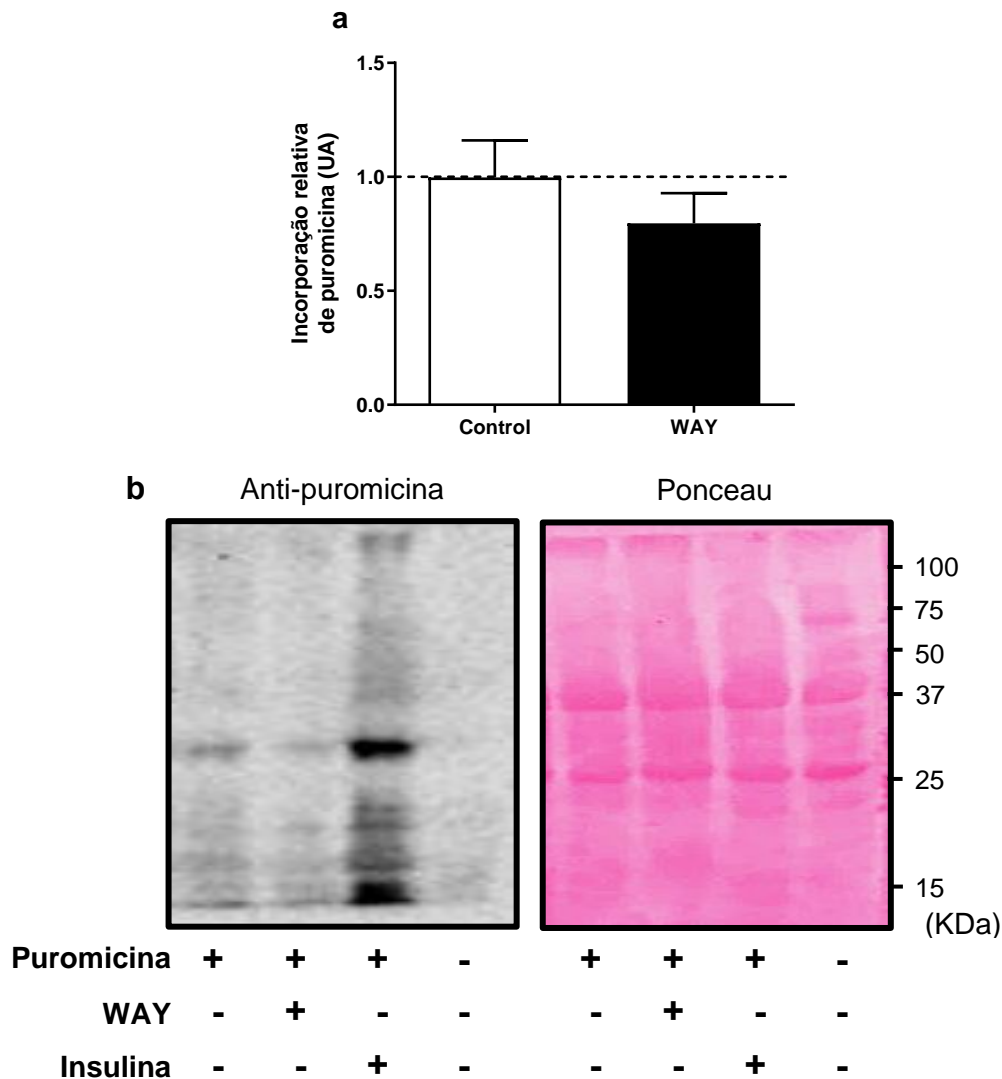 a
Incorporação relativa
de puromicina (UA)
1.5
1.0
0.5
0.0
Control WAY
b
Anti-puromicina Ponceau
100
75
50
37
25
15
(KDa)
Puromicina + + + - + + + -
WAY - + - - - + - -
Insulina - - + - - - + -